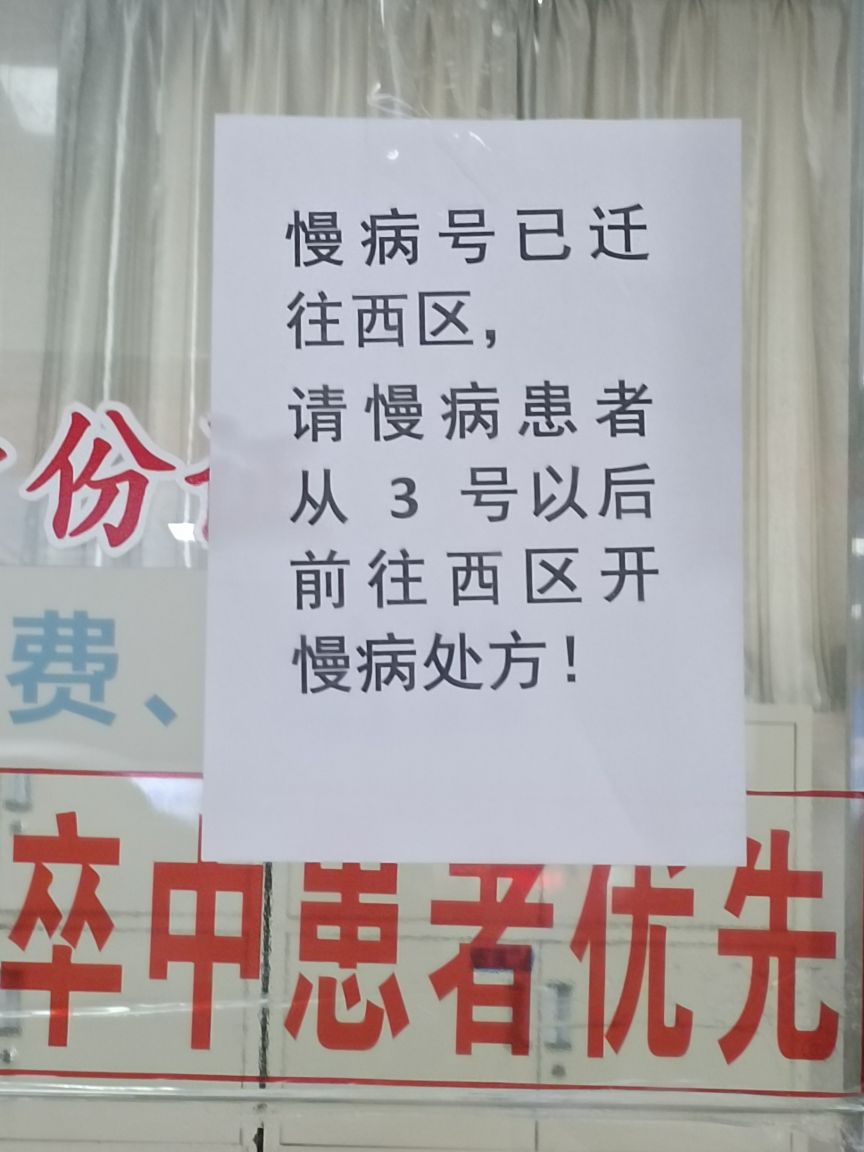 慢病号已迁
往西区，
请慢病患者
从 3 号以后
前往西区开
慢病处方！
份
费、
卒中患者优先